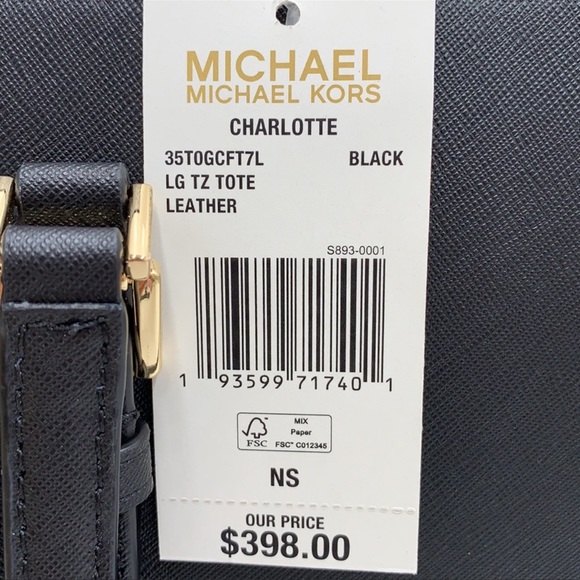 MICHAEL
MICHAEL KORS
CHARLOTTE
35T0GCFT7L BLACK
LG TZ TOTE
LEATHER
S893-0001
1 93599 71740 1
FSC
MIX
Paper
FSC™ C012345
NS
OUR PRICE
$398.00